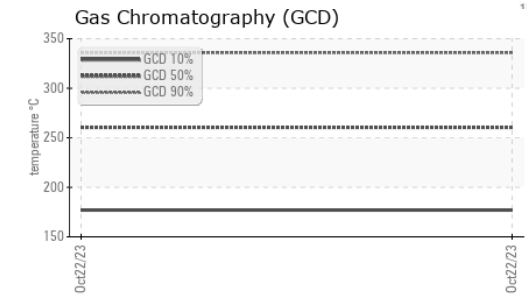 Gas Chromatography (GCD)
350
300
250
200
150
temperature °C
GCD 10%
GCD 50%
GCD 90%
Oct22/23
Oct22/23